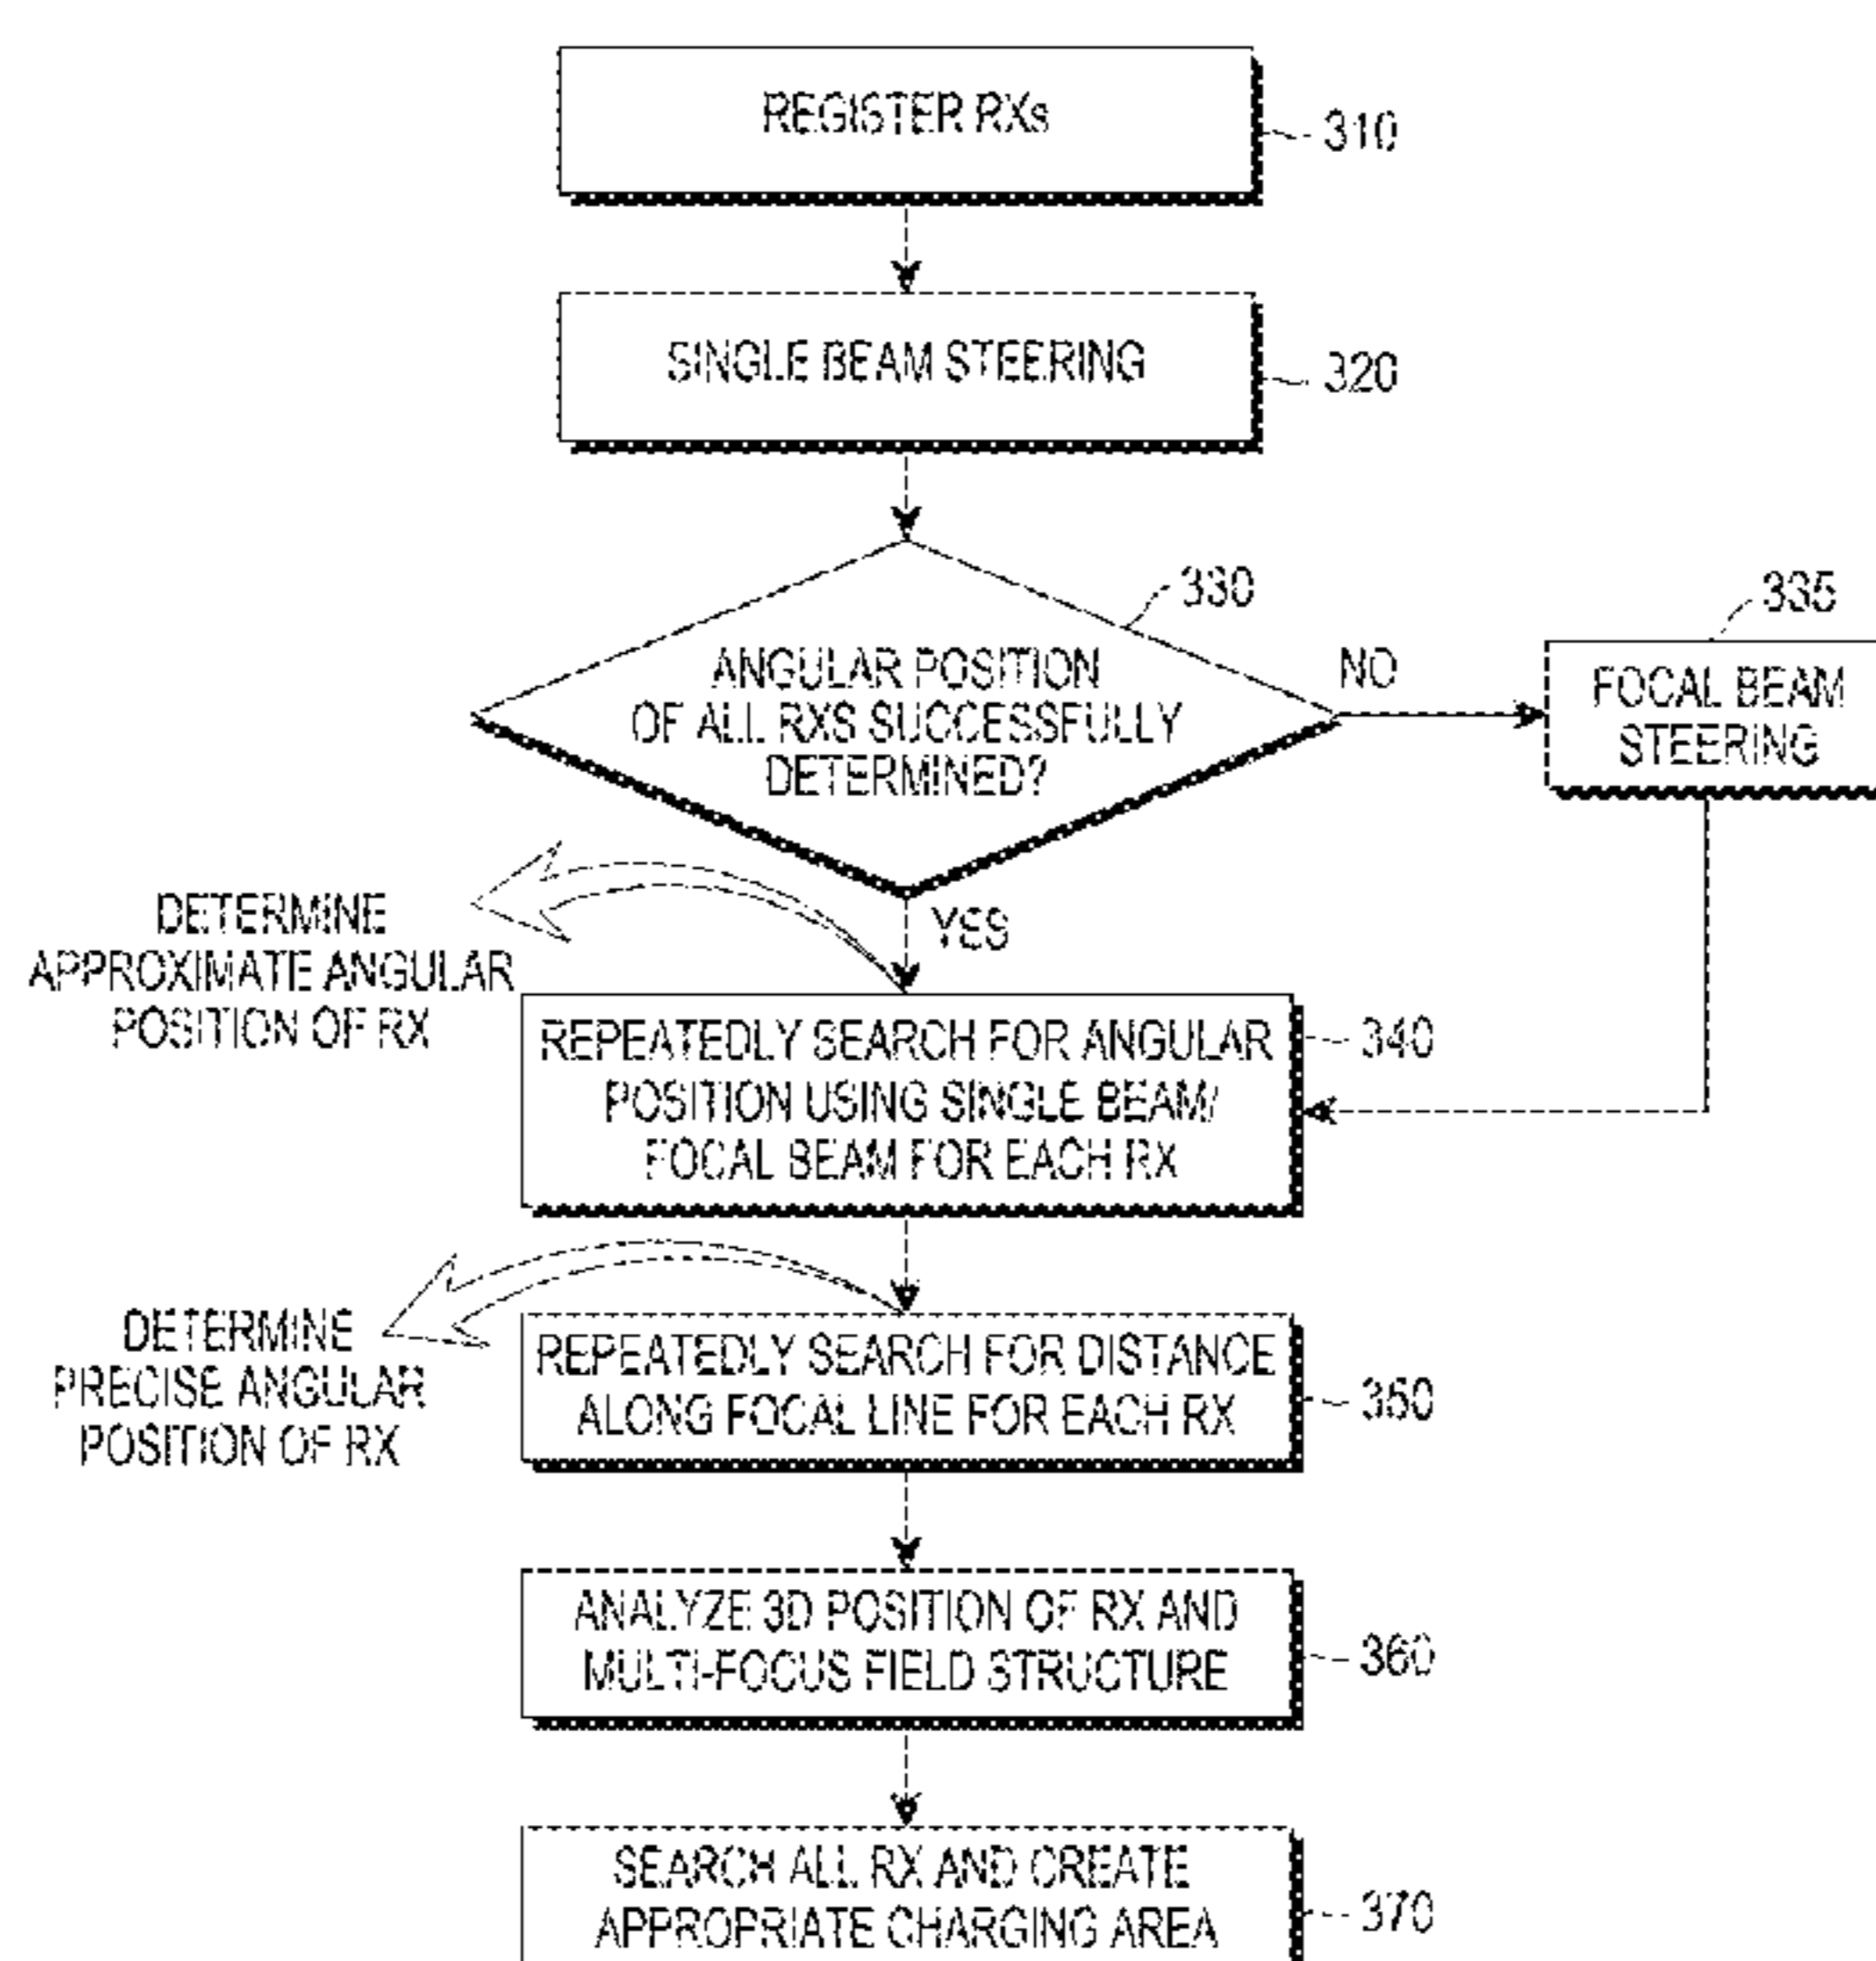 REGISTER RXs
310
SINGLE BEAM STEERING
320
330
ANGULAR POSITION
OF ALL RXS SUCCESSFULLY
DETERMINED?
NO
335
FOCAL BEAM
STEERING
YES
DETERMINE
APPROXIMATE ANGULAR
POSITION OF RX
REPEATEDLY SEARCH FOR ANGULAR
POSITION USING SINGLE BEAM/
FOCAL BEAM FOR EACH RX
340
DETERMINE
PRECISE ANGULAR
POSITION OF RX
REPEATEDLY SEARCH FOR DISTANCE
ALONG FOCAL LINE FOR EACH RX
350
ANALYZE 3D POSITION OF RX AND
MULTI-FOCUS FIELD STRUCTURE
360
SEARCH ALL RX AND CREATE
APPROPRIATE CHARGING AREA
370